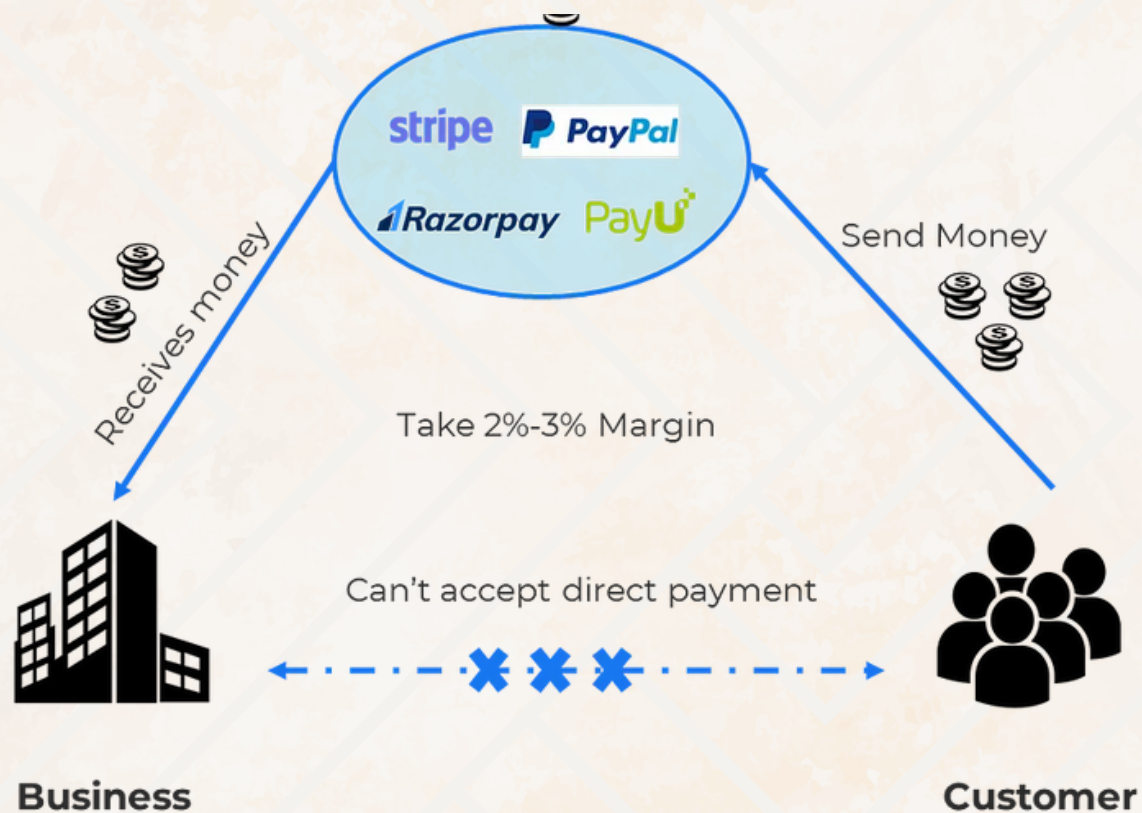 stripe PayPal
Razorpay PayU
Send Money
Receives money
Take 2%-3% Margin
Can't accept direct payment
Business
Customer